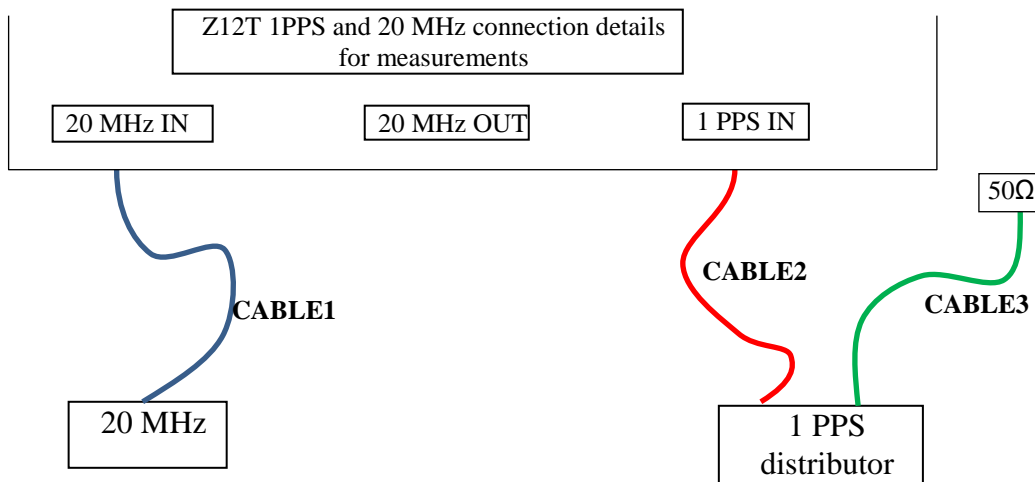 Z12T 1PPS and 20 MHz connection details
for measurements
20 MHz IN
20 MHz OUT
1 PPS IN
50Ω
CABLE2
CABLE1
CABLE3
20 MHz
1 PPS
distributor